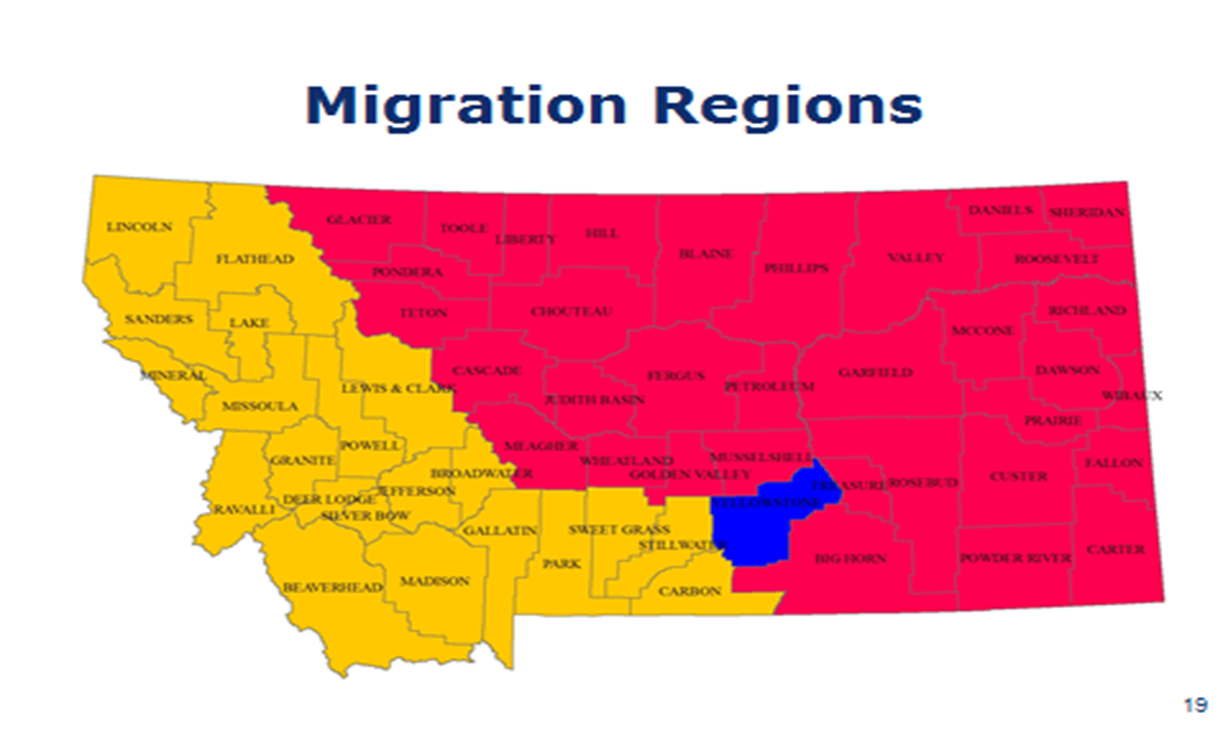 Migration Regions
LINCOLN
FLATHEAD
GLACIER
TOOLE
LIBERTY
HILL
BLAINE
PHILLIPS
VALLEY
DANIELS
SHERIDAN
ROOSEVELT
PONDERA
TETON
CHOUTEAU
SANDERS
LAKE
MCCONE
RICHLAND
MINERAL
MISSOULA
LEWIS & CLARK
CASCADE
JUDITH BASIN
FERGUS
PETROLEUM
GARFIELD
DAWSON
WIBAUX
PRAIRIE
POWELL
GRANITE
MEAGHER
WHEATLAND
GOLDEN VALLEY
MUSSELSHELL
BROADWATER
JEFFERSON
DEER LODGE
SILVER BOW
RAVALLI
TREASURE
ROSEBUD
CUSTER
FALLON
YELLOWSTONE
GALLATIN
SWEET GRASS
STILLWATER
PARK
BIG HORN
POWDER RIVER
CARTER
BEAVERHEAD
MADISON
CARBON
19